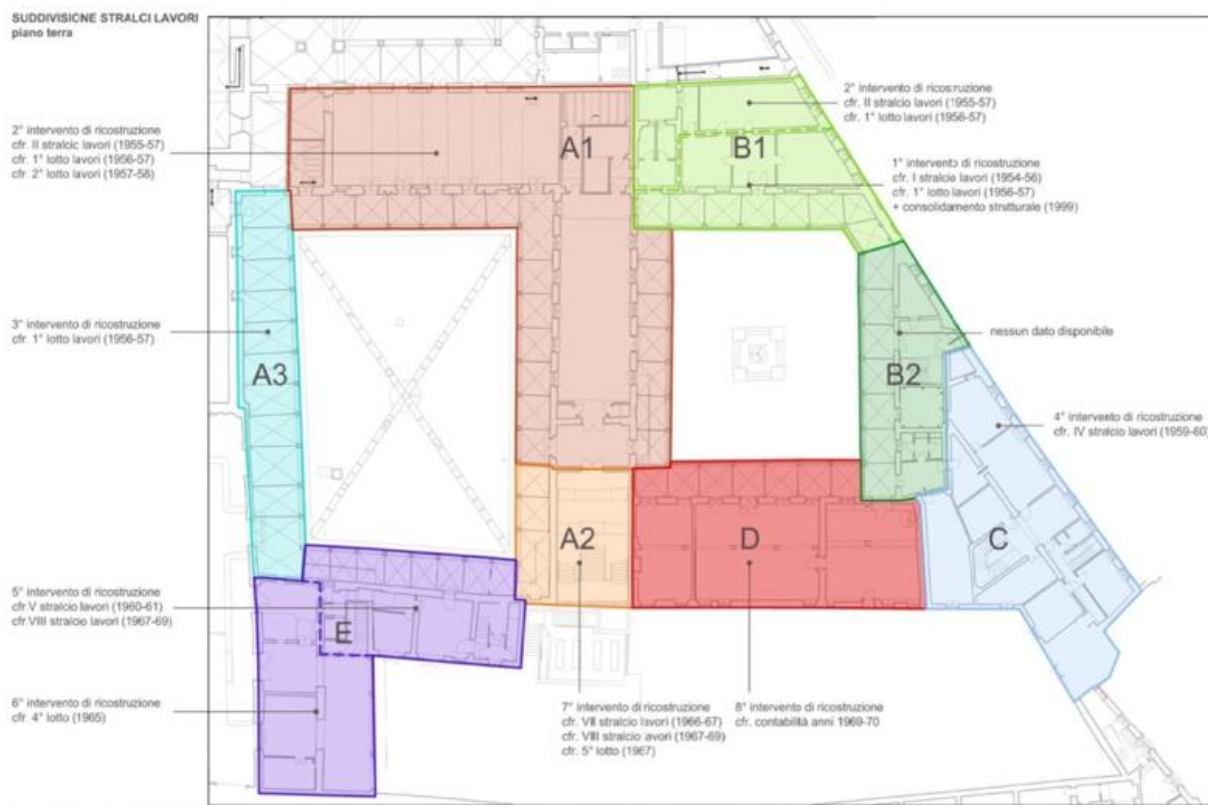 SUDDIVISIONE STRALCI LAVORI
piano terra
2° intervento di ricostruzione
cfr. II stralcio lavori (1955-57)
cfr. 1° lotto lavori (1956-57)
cfr. 2° lotto lavori (1957-58)
2° intervento di ricostruzione
cfr. II stralcio lavori (1955-57)
cfr. 1° lotto lavori (1956-57)
1° intervento di ricostruzione
cfr. I stralcio lavori (1954-56)
cfr. 1° lotto lavori (1956-57)
+ consolidamento strutturale (1999)
A1
B1
3° intervento di ricostruzione
cfr. 1° lotto lavori (1956-57)
nessun dato disponibile
A3
B2
4° intervento di ricostruzione
cfr. IV stralcio lavori (1959-60)
A2
D
C
5° intervento di ricostruzione
cfr V stralcio lavori (1960-61)
cfr VIII stralcio lavori (1967-69)
E
6° intervento di ricostruzione
cfr. 4° lotto (1965)
7° intervento di ricostruzione
cfr. VII stralcio lavori (1966-67)
cfr. VIII stralcio lavori (1967-69)
cfr. 5° lotto (1967)
8° intervento di ricostruzione
cfr. contabilità anni 1969-70